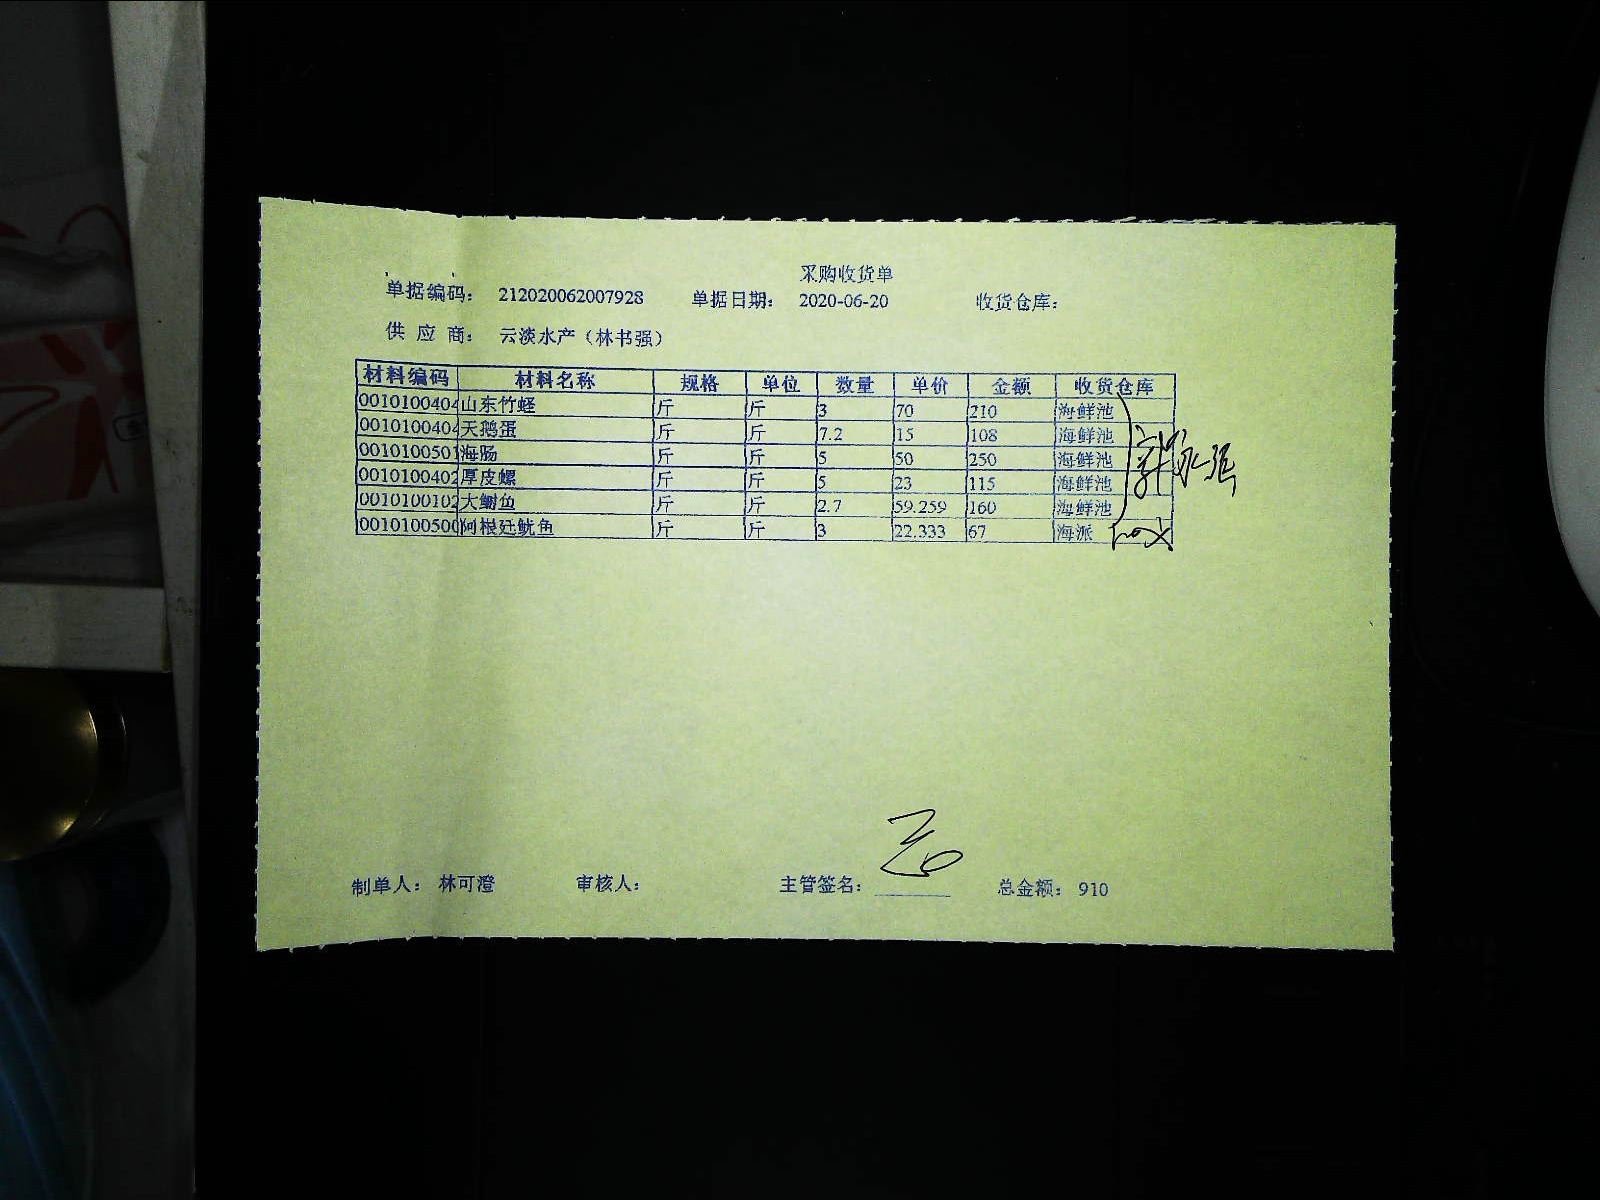 采购收货单
单据编码： 212020062007928 单据日期： 2020-06-20 收货仓库：
供 应 商： 云淡水产（林书强）
材料编码 材料名称 规格 单位 数量 单价 金额 收货仓库
0010100404 山东竹蛏 斤 斤 3 70 210 海鲜池
0010100404 天鹅蛋 斤 斤 7.2 15 108 海鲜池
0010100501 海肠 斤 斤 5 50 250 海鲜池
0010100402 厚皮螺 斤 斤 5 23 115 海鲜池
0010100102 大鲷鱼 斤 斤 2.7 59.259 160 海鲜池
0010100500 阿根廷鱿鱼 斤 斤 3 22.333 67 海派
制单人： 林可澄 审核人： 主管签名： 总金额： 910